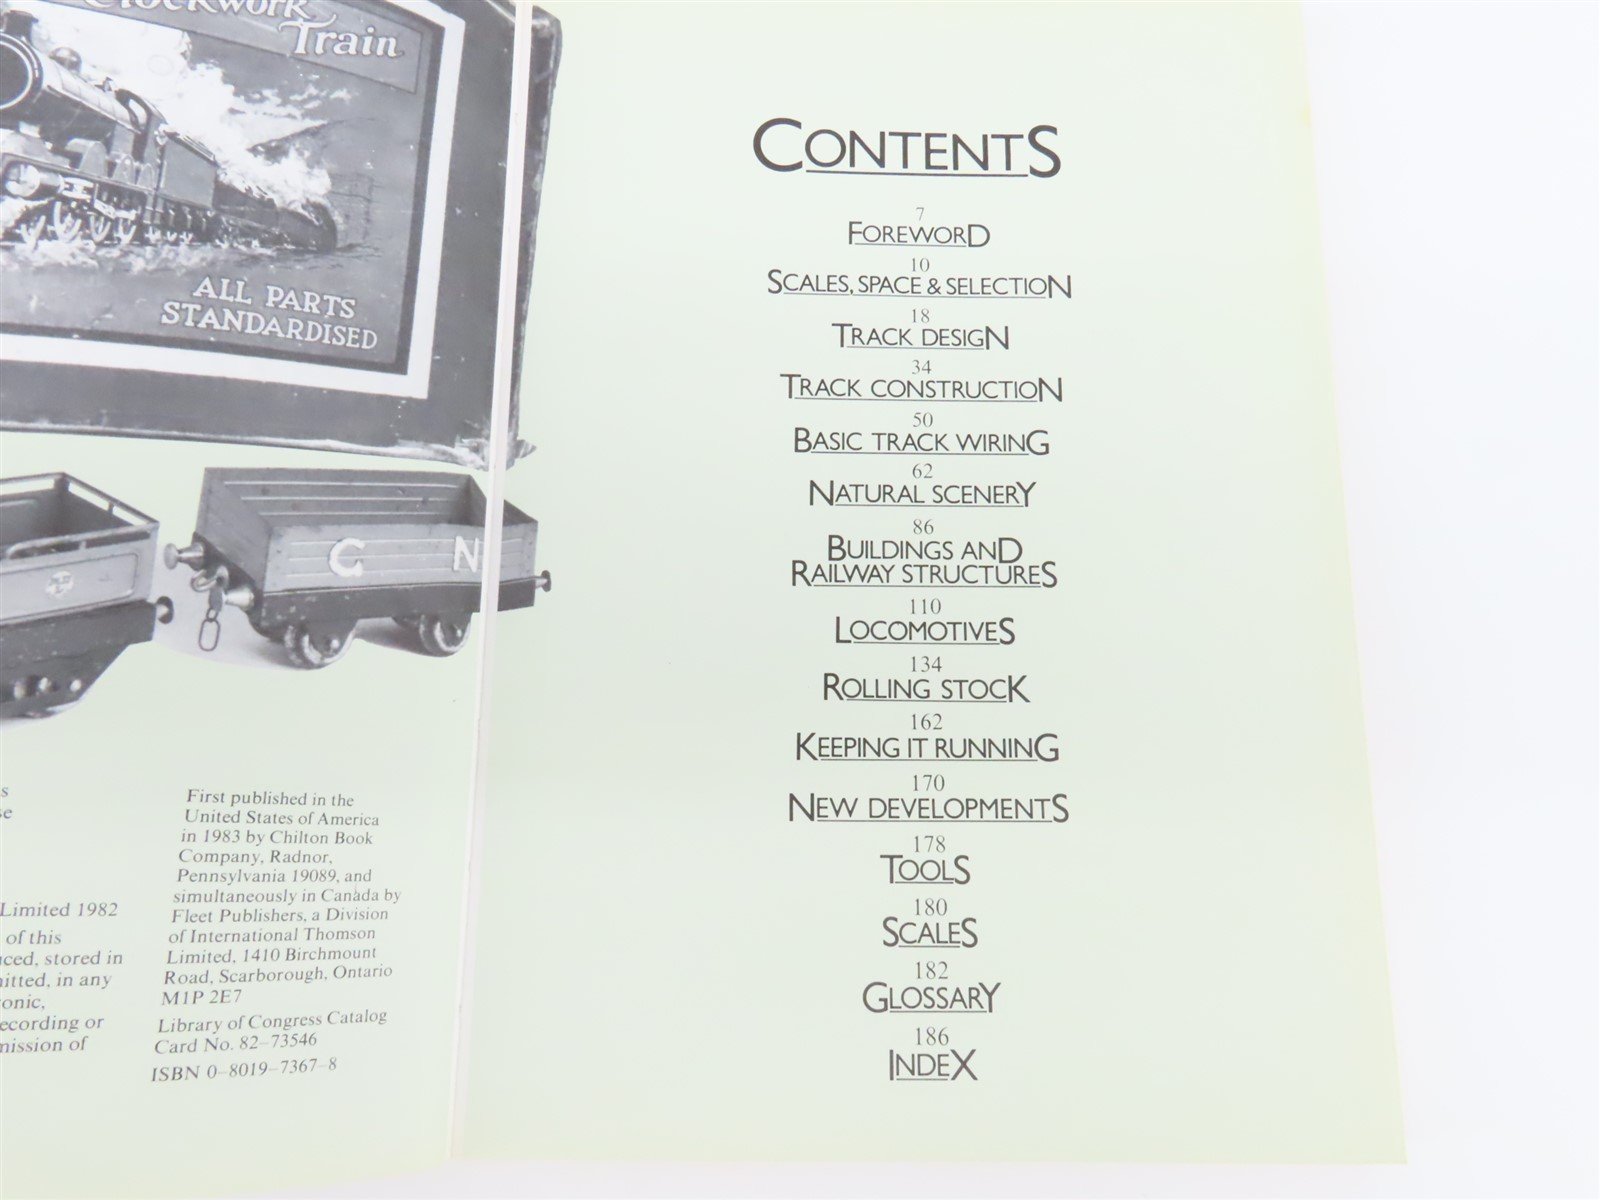 Clockwork
Train
ALL PARTS
STANDARDISED
G N
Limited 1982
of this
stored in
in any
recording or
of
First published in the
United States of America
in 1983 by Chilton Book
Company, Radnor,
Pennsylvania 19089, and
simultaneously in Canada by
Fleet Publishers, a Division
of International Thomson
Limited, 1410 Birchmount
Road, Scarborough, Ontario
M1P 2E7
Library of Congress Catalog
Card No. 82-73546
ISBN 0-8019-7367-8
CONTENTS
7
FOREWORD
10
SCALES, SPACE & SELECTION
18
TRACK DESIGN
34
TRACK CONSTRUCTION
50
BASIC TRACK WIRING
62
NATURAL SCENERY
86
BUILDINGS AND
RAILWAY STRUCTURES
110
LOCOMOTIVES
134
ROLLING STOCK
162
KEEPING IT RUNNING
170
NEW DEVELOPMENTS
178
TOOLS
180
SCALES
182
GLOSSARY
186
INDEX